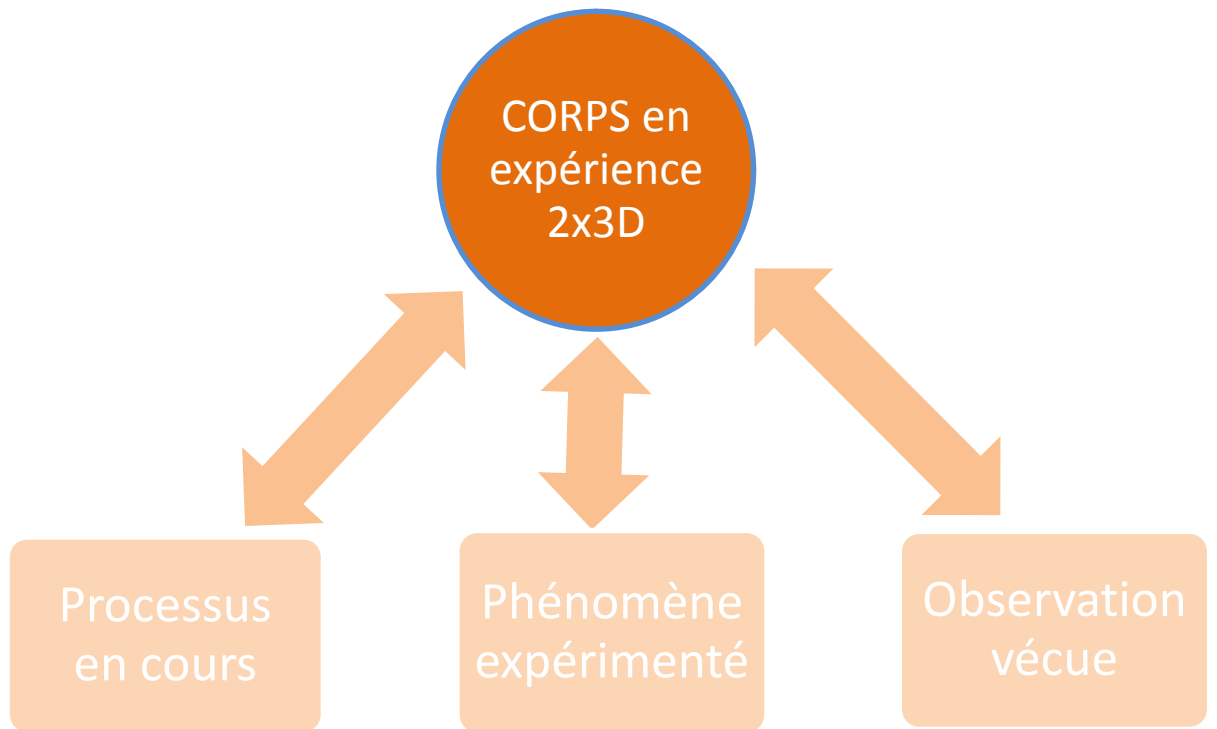 CORPS en
expérience
2x3D
Processus
en cours
Phénomène
expérimenté
Observation
vécue